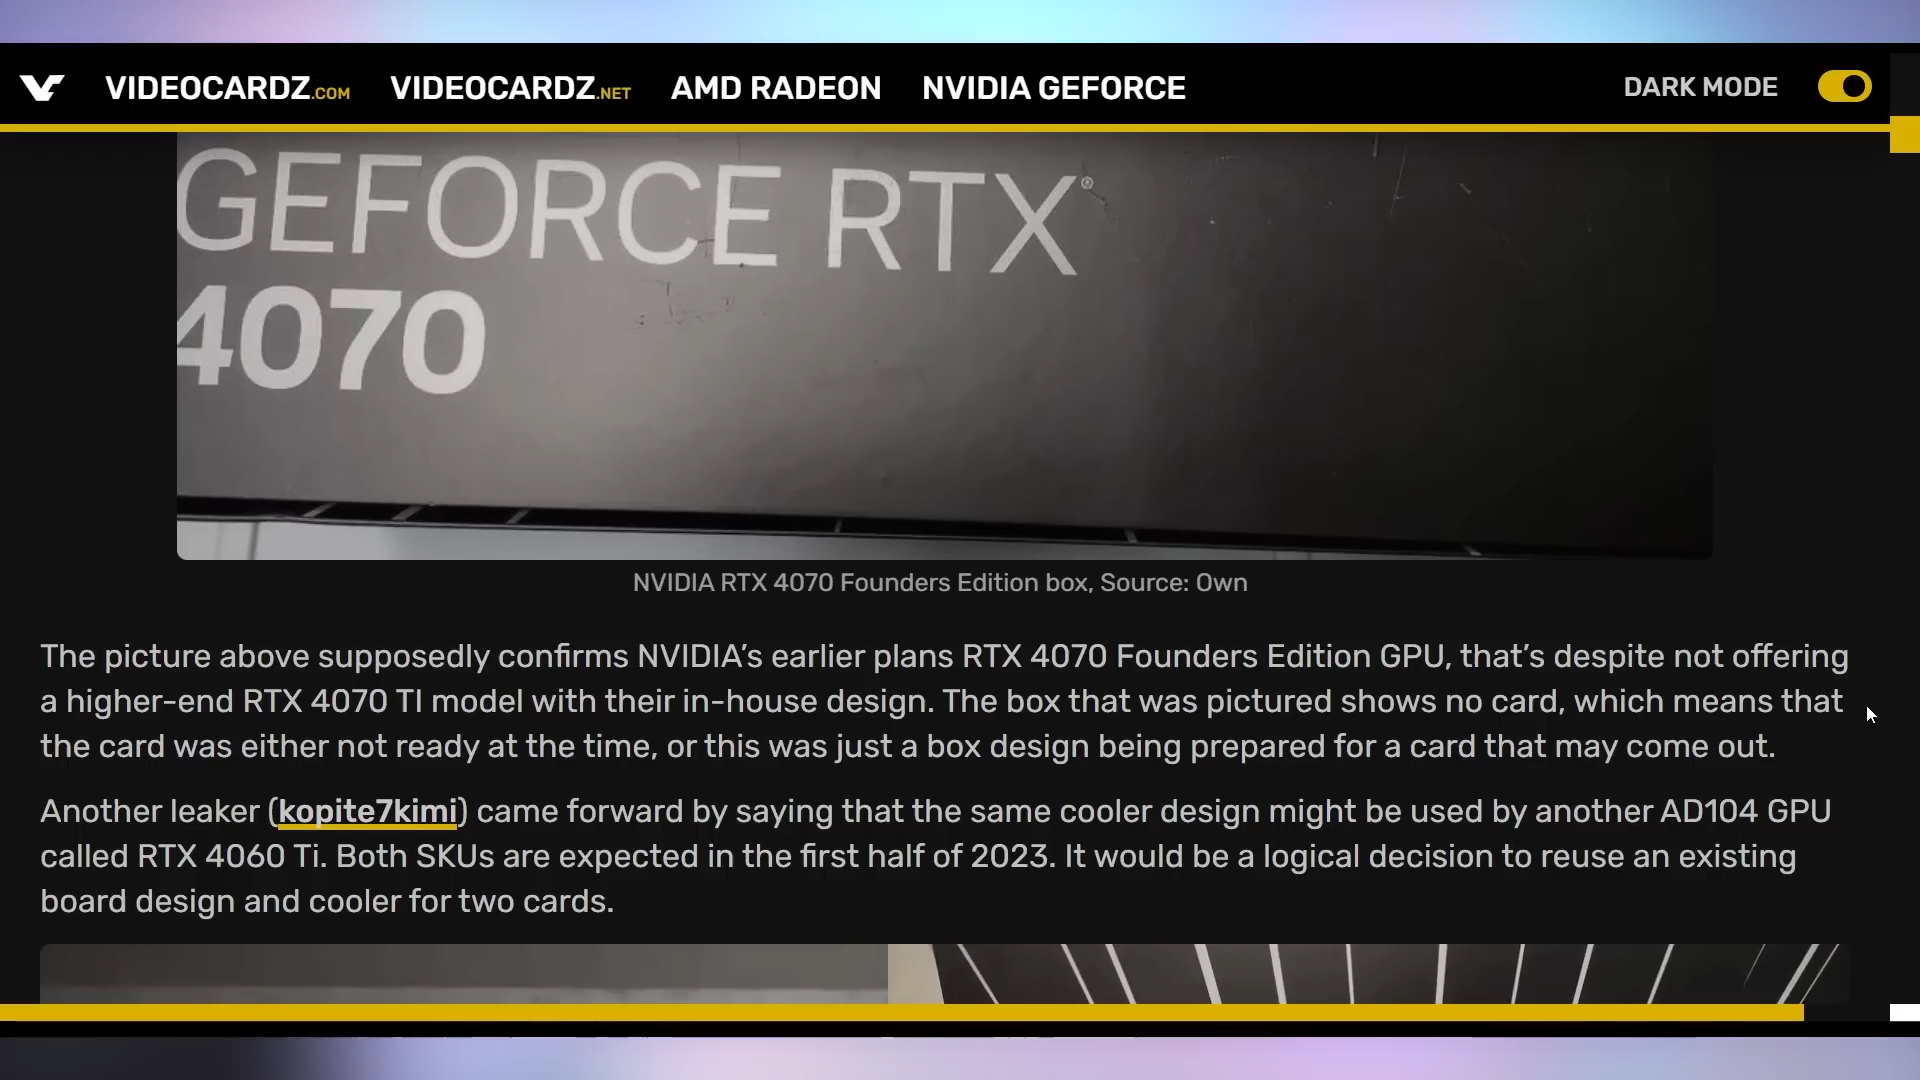 VIDEOCARDZ.COM VIDEOCARDZ.NET AMD RADEON NVIDIA GEFORCE DARK MODE
GEFORCE RTX®
4070
NVIDIA RTX 4070 Founders Edition box, Source: Own
The picture above supposedly confirms NVIDIA’s earlier plans RTX 4070 Founders Edition GPU, that’s despite not offering
a higher-end RTX 4070 TI model with their in-house design. The box that was pictured shows no card, which means that
the card was either not ready at the time, or this was just a box design being prepared for a card that may come out.
Another leaker (kopite7kimi) came forward by saying that the same cooler design might be used by another AD104 GPU
called RTX 4060 Ti. Both SKUs are expected in the first half of 2023. It would be a logical decision to reuse an existing
board design and cooler for two cards.